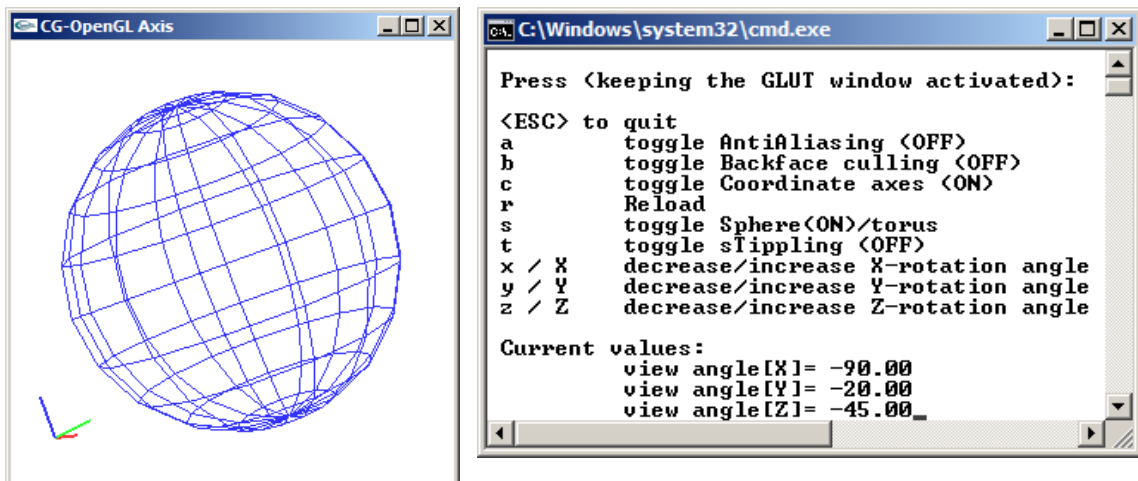 CG-OpenGL Axis
C:\Windows\system32\cmd.exe
Press (keeping the GLUT window activated):
<ESC> to quit
a toggle AntiAliasing (OFF)
b toggle Backface culling (OFF)
c toggle Coordinate axes (ON)
r Reload
s toggle Sphere(ON)/torus
t toggle sTippling (OFF)
x / X decrease/increase X-rotation angle
y / Y decrease/increase Y-rotation angle
z / Z decrease/increase Z-rotation angle
Current values:
view angle[X]= -90.00
view angle[Y]= -20.00
view angle[Z]= -45.00_